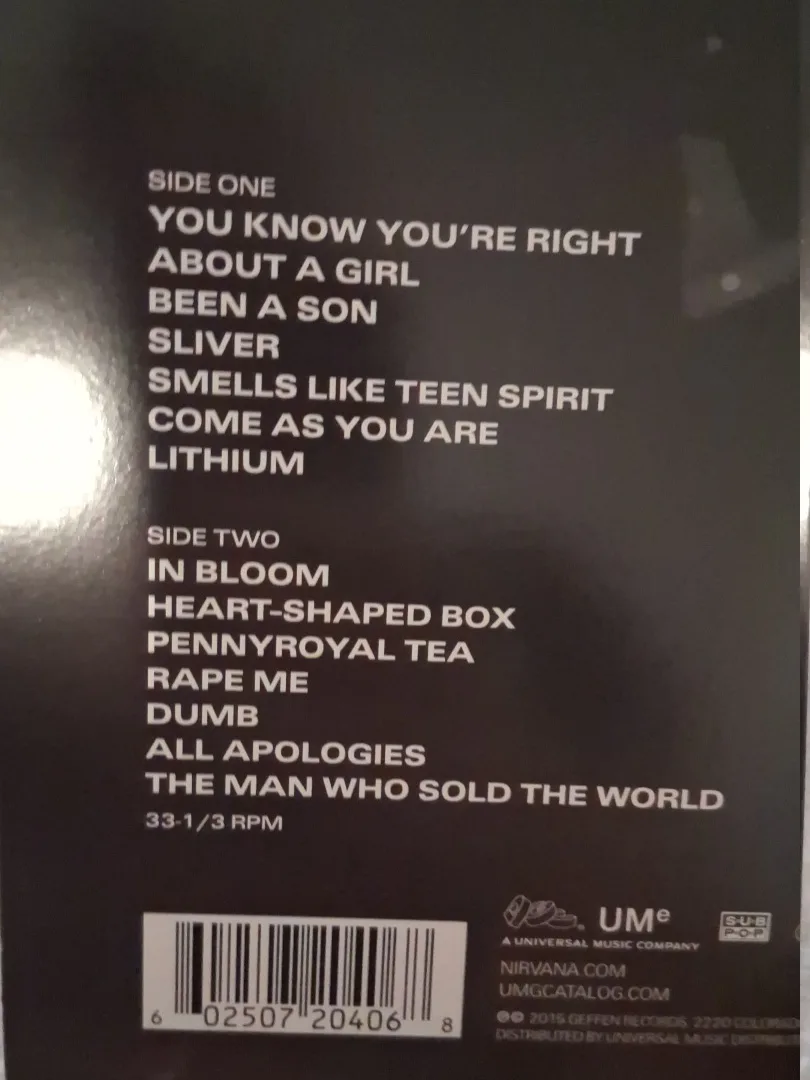 SIDE ONE
YOU KNOW YOU'RE RIGHT
ABOUT A GIRL
BEEN A SON
SLIVER
SMELLS LIKE TEEN SPIRIT
COME AS YOU ARE
LITHIUM
SIDE TWO
IN BLOOM
HEART-SHAPED BOX
PENNYROYAL TEA
RAPE ME
DUMB
ALL APOLOGIES
THE MAN WHO SOLD THE WORLD
33-1/3 RPM
UMe
SUB
POP
A UNIVERSAL MUSIC COMPANY
NIRVANA.COM
UMGCATALOG.COM
℗© 2015 GEFFEN RECORDS, 2220
DISTRIBUTED BY UNIVERSAL MUSIC
6 02507 20406 8